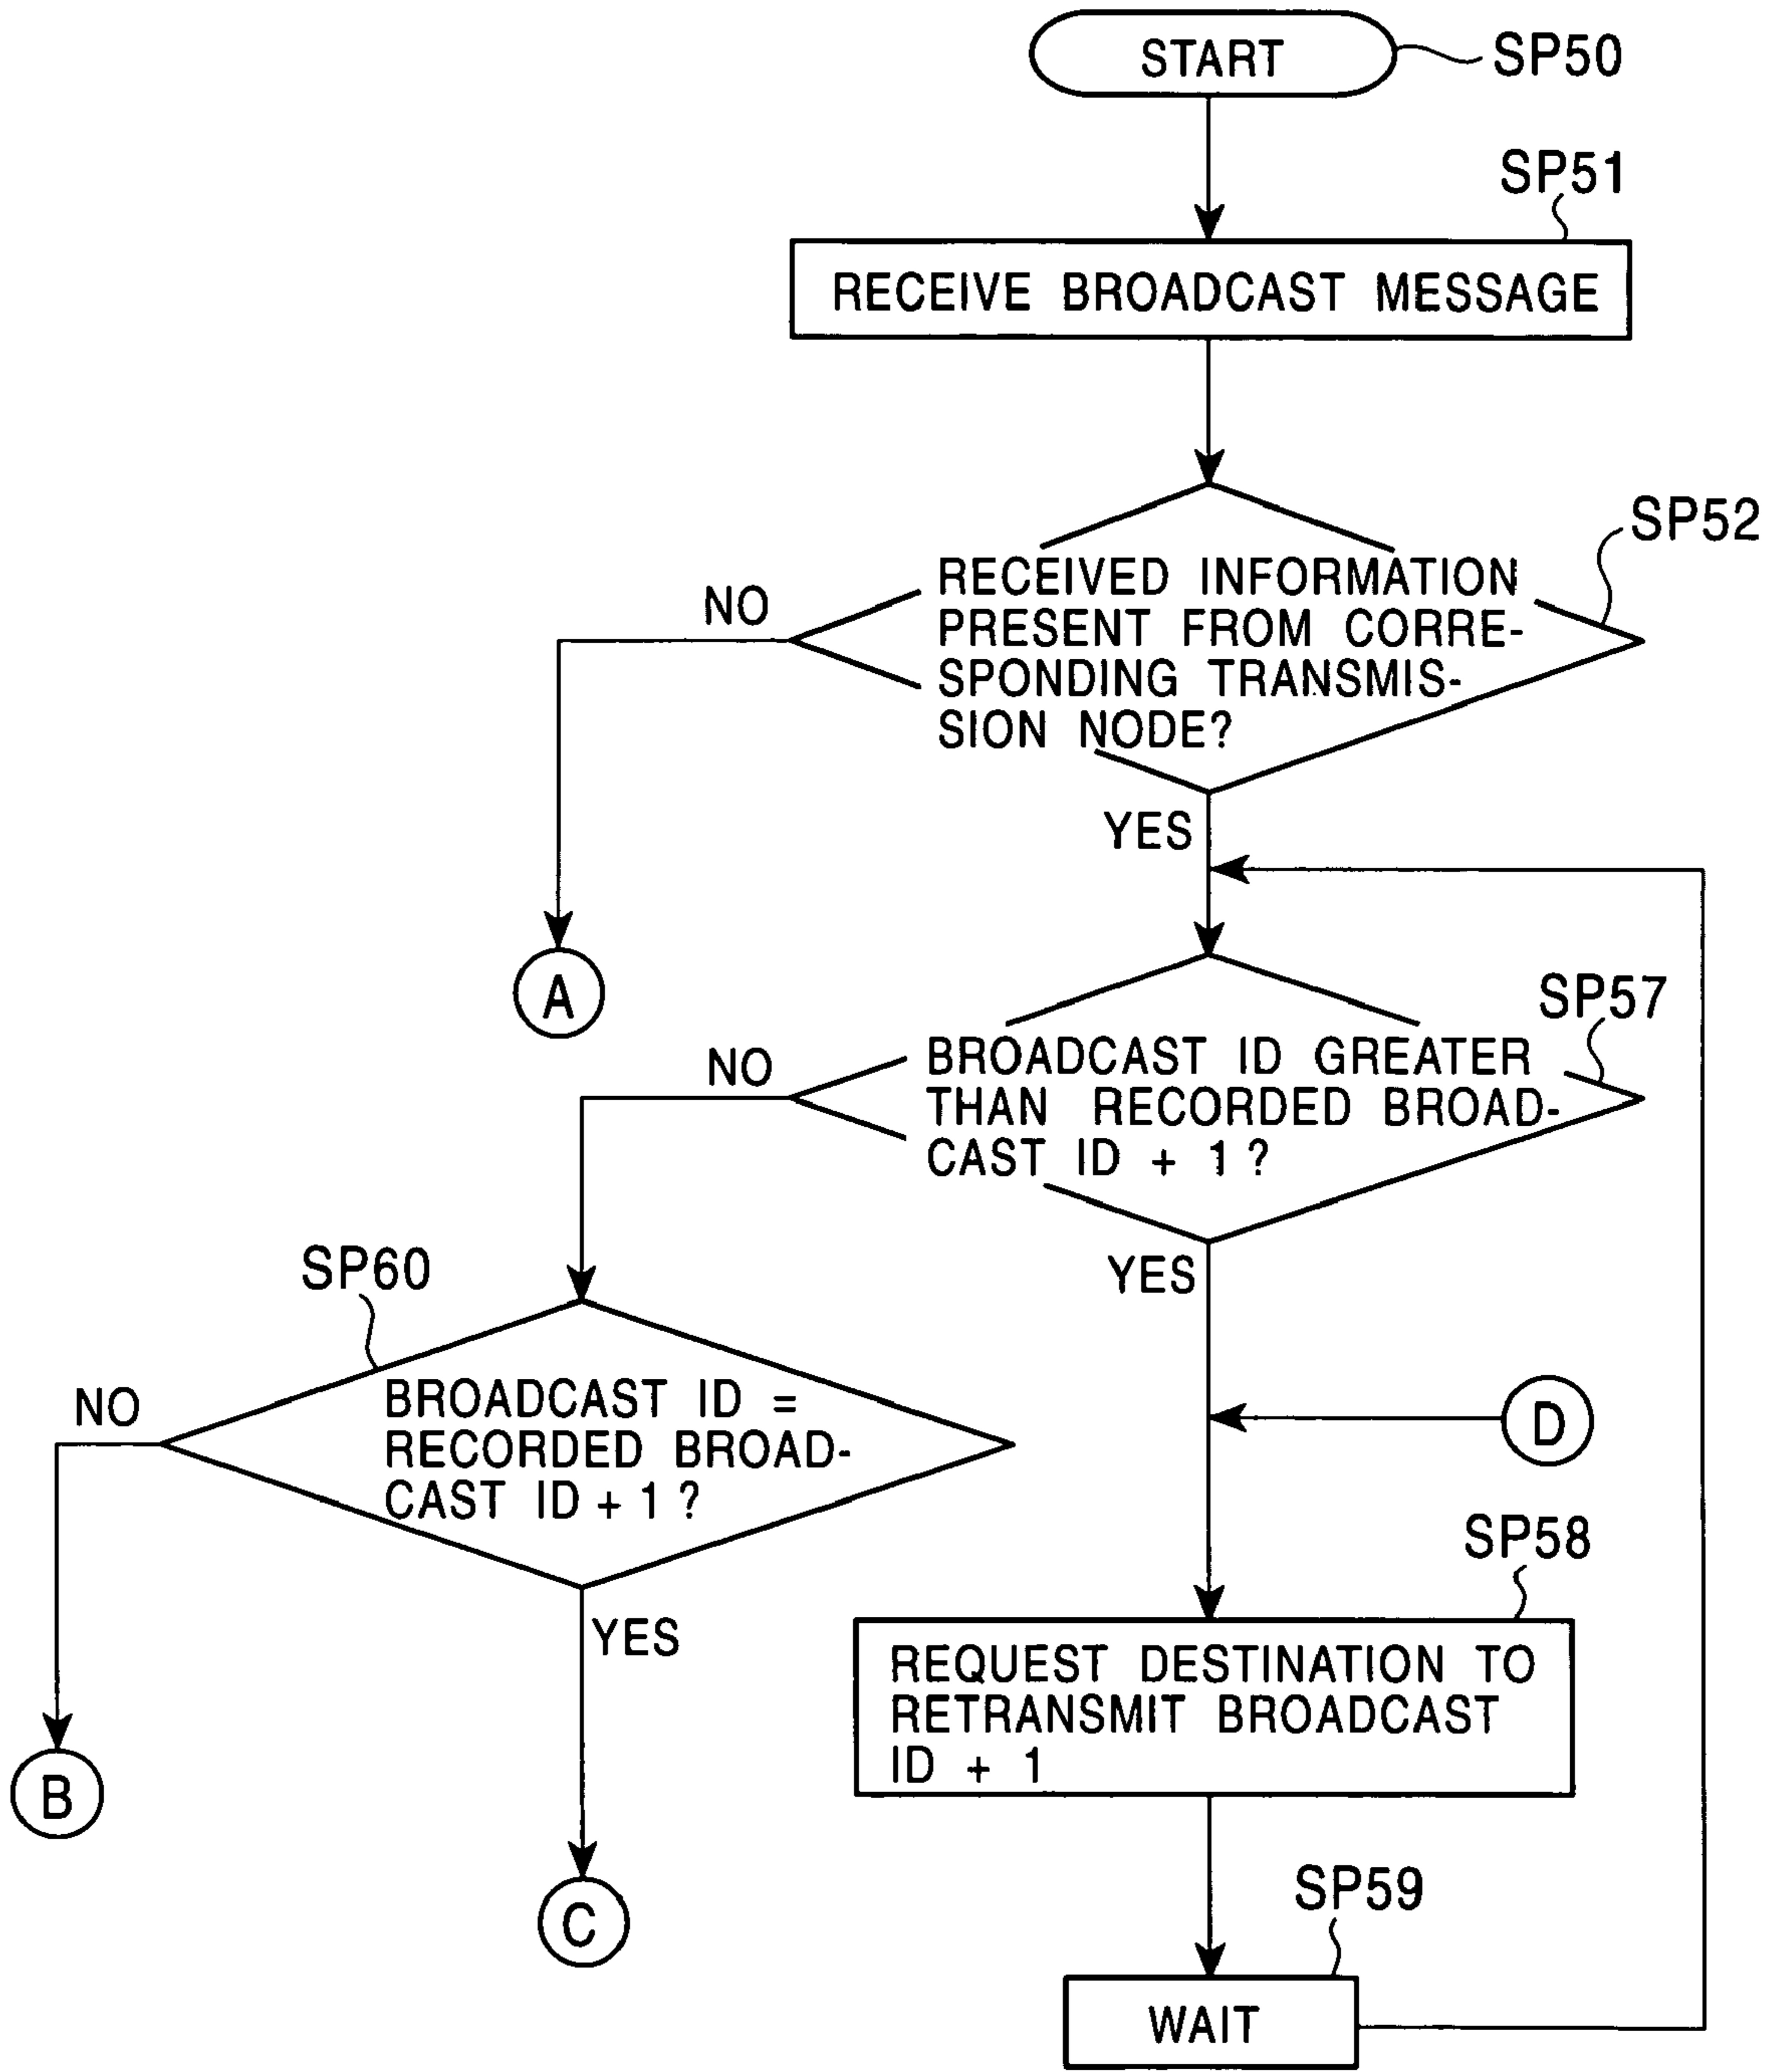 START
SP50
SP51
RECEIVE BROADCAST MESSAGE
SP52
NO
RECEIVED INFORMATION
PRESENT FROM CORRE-
SPONDING TRANSMIS-
SION NODE?
YES
A
SP57
NO
BROADCAST ID GREATER
THAN RECORDED BROAD-
CAST ID + 1 ?
YES
SP60
NO
BROADCAST ID =
RECORDED BROAD-
CAST ID + 1 ?
YES
D
SP58
REQUEST DESTINATION TO
RETRANSMIT BROADCAST
ID + 1
B
C
SP59
WAIT